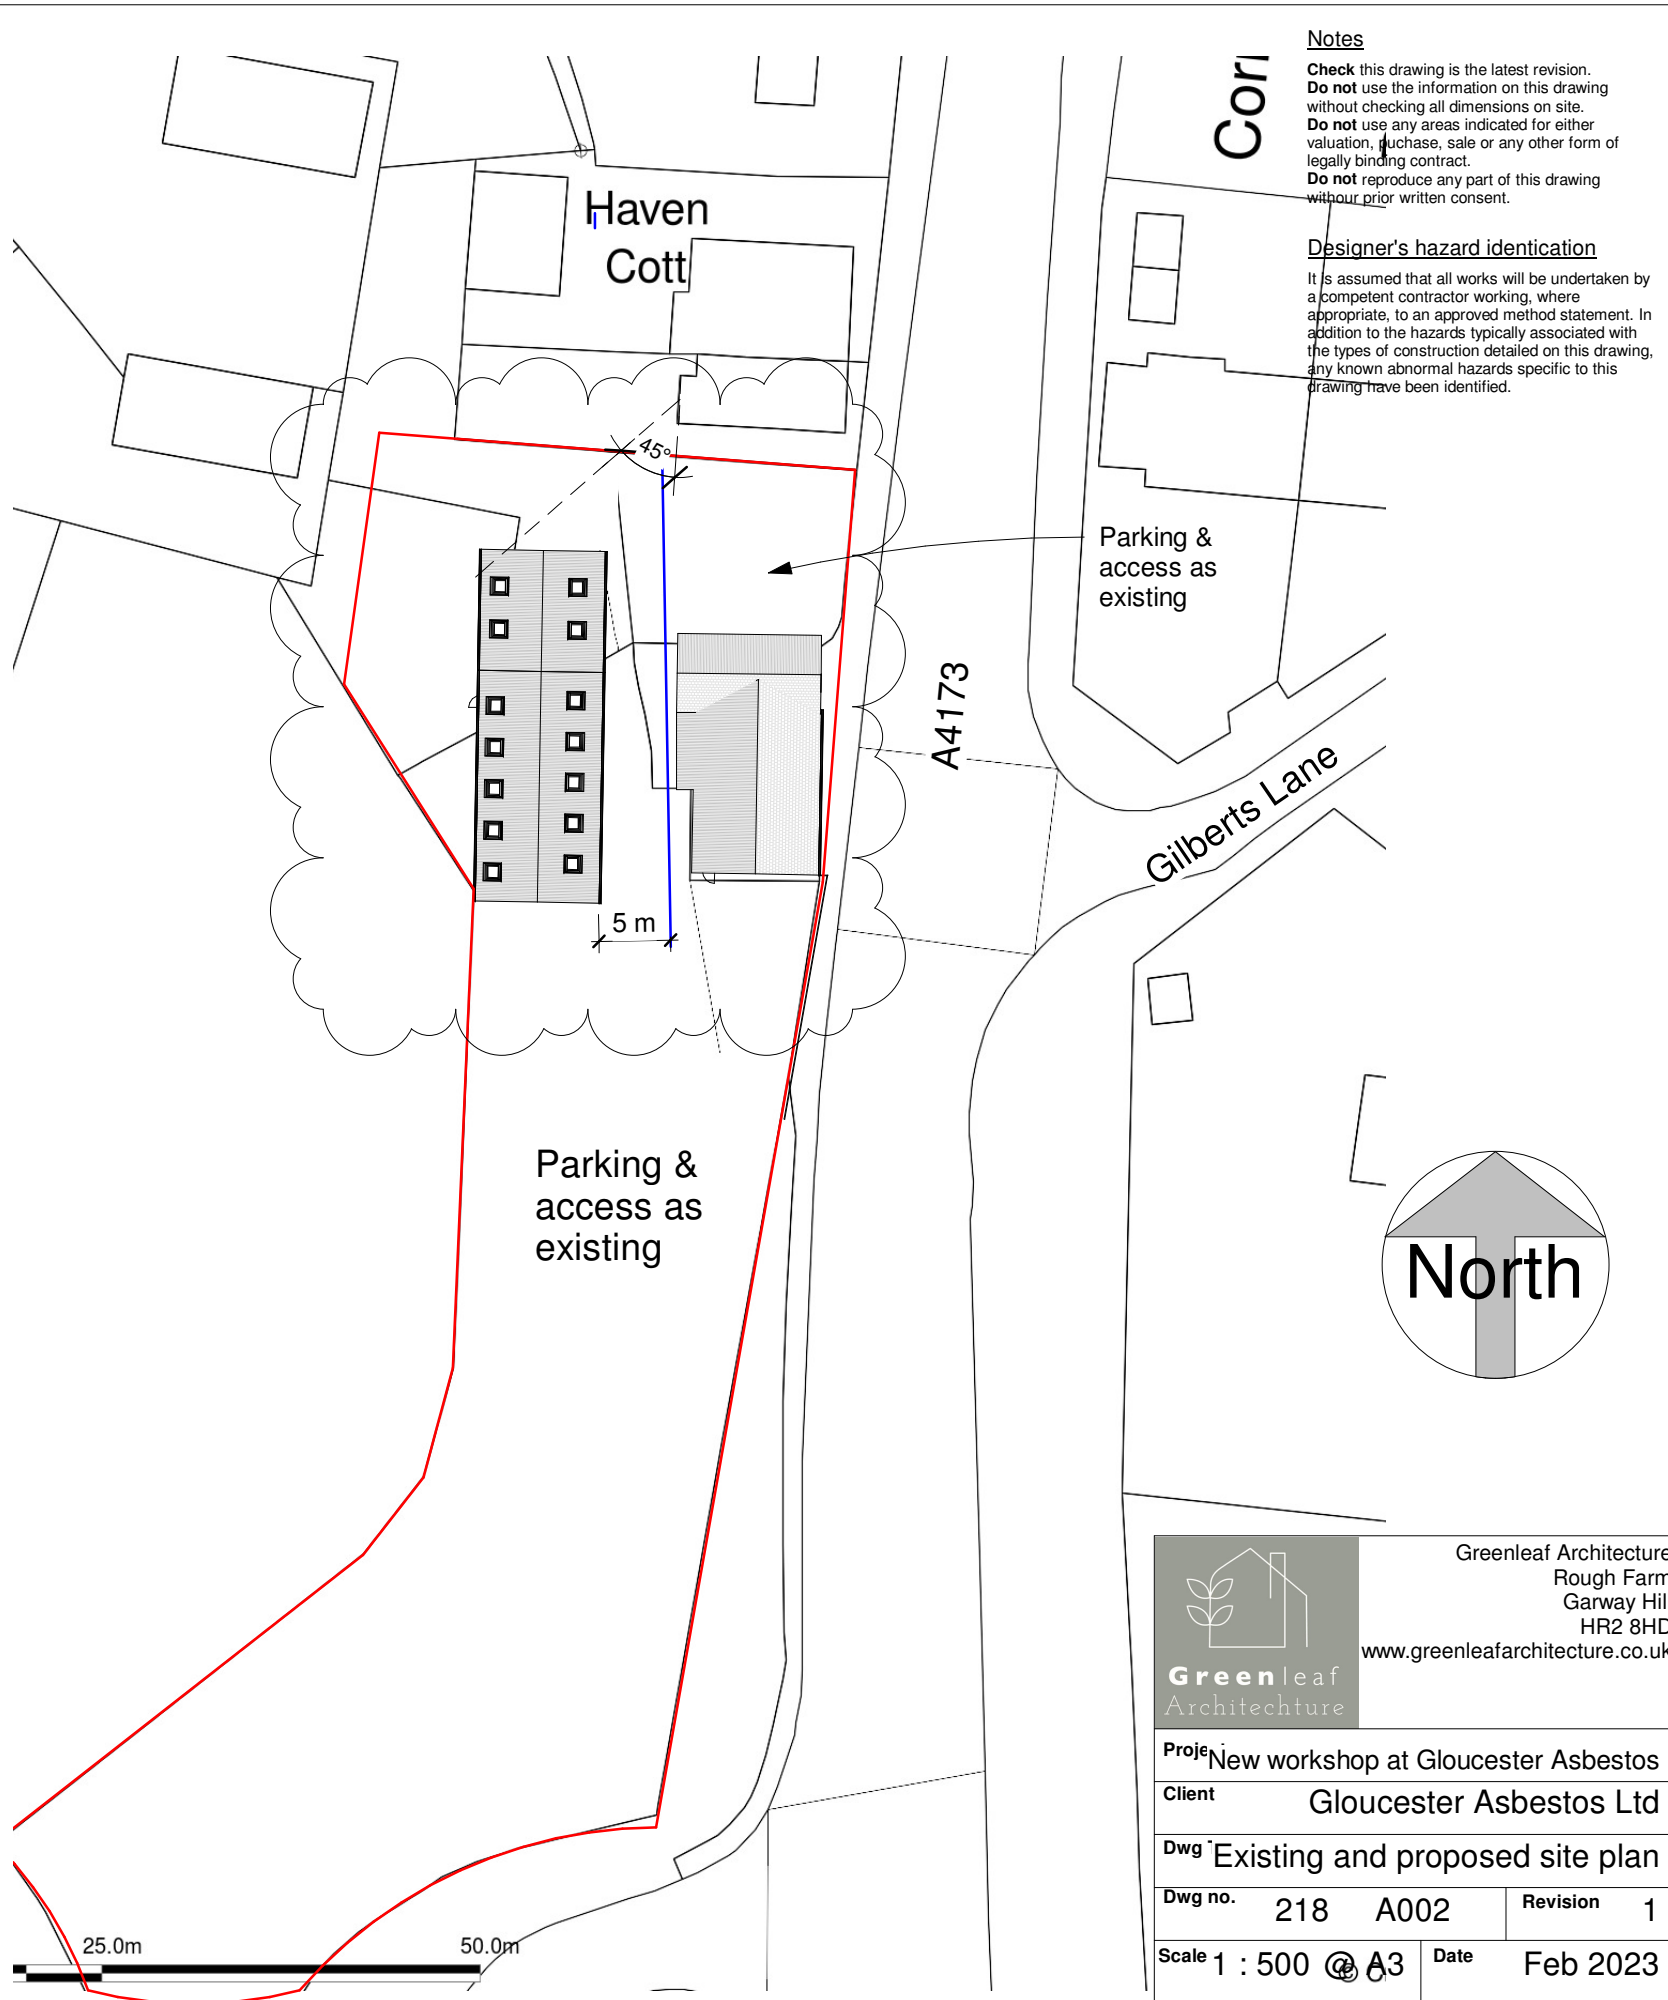 Notes
Check this drawing is the latest revision.
Do not use the information on this drawing
without checking all dimensions on site.
Do not use any areas indicated for either
valuation, puchase, sale or any other form of
legally binding contract.
Do not reproduce any part of this drawing
withour prior written consent.
Designer's hazard identication
It is assumed that all works will be undertaken by
a competent contractor working, where
appropriate, to an approved method statement. In
addition to the hazards typically associated with
the types of construction detailed on this drawing,
any known abnormal hazards specific to this
drawing have been identified.
Haven
Cott
45°
Parking &
access as
existing
A4173
Gilberts Lane
5 m
Parking &
access as
existing
North
Greenleaf Architecture
Rough Farm
Garway Hil
HR2 8HD
www.greenleafarchitecture.co.uk
Greenleaf
Architechture
Proje New workshop at Gloucester Asbestos
Client Gloucester Asbestos Ltd
Dwg Existing and proposed site plan
Dwg no. 218 A002 Revision 1
Scale 1 : 500 @ A3 Date Feb 2023
25.0m 50.0m